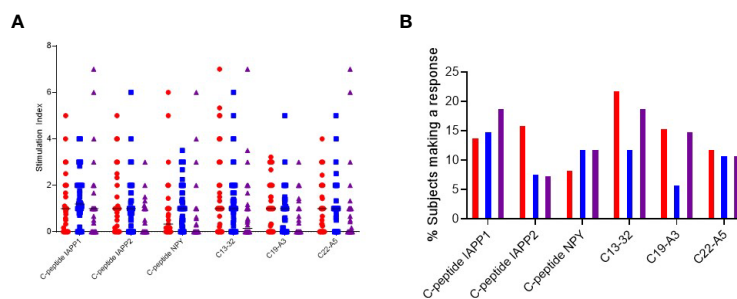 A
B
Stimulation Index
8
6
4
2
0
C-peptide IAPP1
C-peptide IAPP2
C-peptide NPY
C13-32
C19-A3
C22-A5
% Subjects making a response
25
20
15
10
5
0
C-peptide IAPP1
C-peptide IAPP2
C-peptide NPY
C13-32
C19-A3
C22-A5